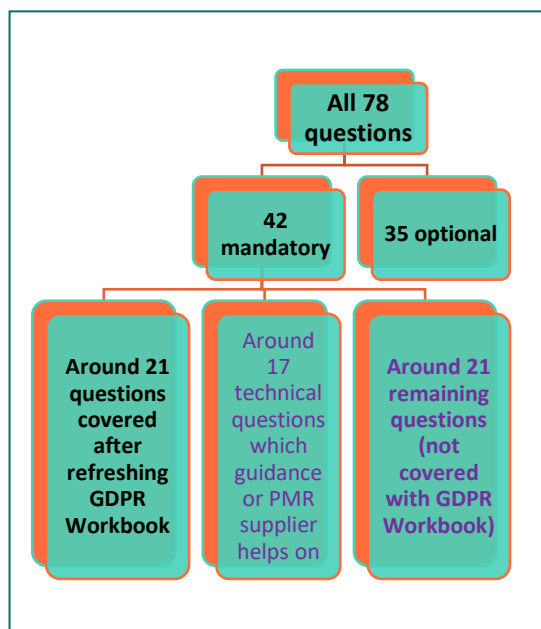 All 78
questions
42
mandatory
35 optional
Around 21
questions
covered
after
refreshing
GDPR
Workbook
Around
17
technical
questions
which
guidance
or PMR
supplier
helps on
Around 21
remaining
questions
(not
covered
with GDPR
Workbook)